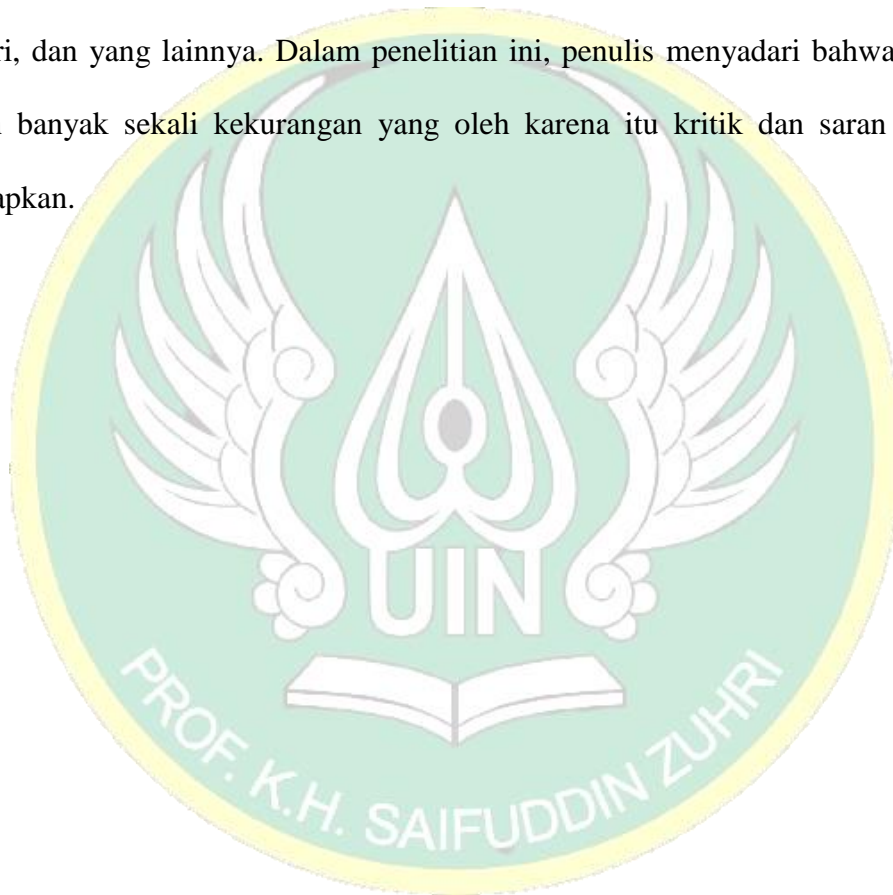 ri, dan yang lainnya. Dalam penelitian ini, penulis menyadari bahwa
banyak sekali kekurangan yang oleh karena itu kritik dan saran
apkan.
UIN
PROF. K.H. SAIFUDDIN ZUHRI